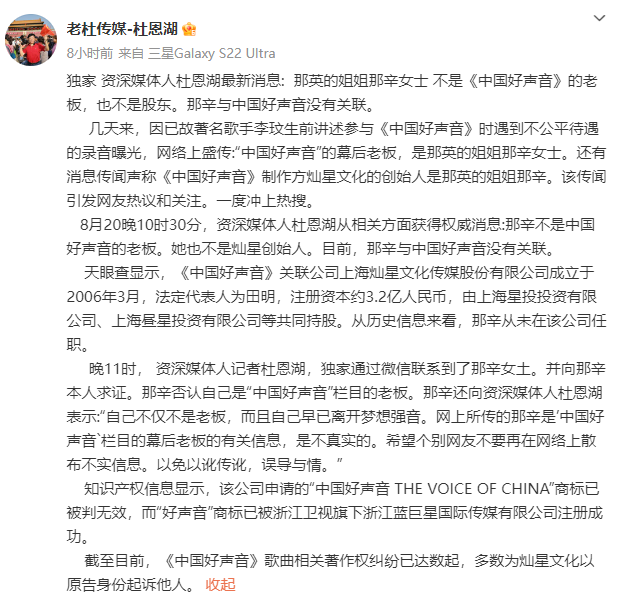 老杜传媒-杜恩湖
8小时前 来自 三星Galaxy S22 Ultra
独家 资深媒体人杜恩湖最新消息：那英的姐姐那辛女士 不是《中国好声音》的老
板，也不是股东。那辛与中国好声音没有关联。
几天来，因已故著名歌手李玟生前讲述参与《中国好声音》时遇到不公平待遇
的录音曝光，网络上盛传:“中国好声音”的幕后老板，是那英的姐姐那辛女士。还有
消息传闻声称《中国好声音》制作方灿星文化的创始人是那英的姐姐那辛。该传闻
引发网友热议和关注。一度冲上热搜。
8月20晚10时30分，资深媒体人杜恩湖从相关方面获得权威消息:那辛不是中国
好声音的老板。她也不是灿星创始人。目前，那辛与中国好声音没有关联。
天眼查显示，《中国好声音》关联公司上海灿星文化传媒股份有限公司成立于
2006年3月，法定代表人为田明，注册资本约3.2亿人民币，由上海星投投资有限
公司、上海昼星投资有限公司等共同持股。从历史信息来看，那辛从未在该公司任
职。
晚11时， 资深媒体人记者杜恩湖，独家通过微信联系到了那辛女土。并向那辛
本人求证。那辛否认自己是“中国好声音”栏目的老板。那辛还向资深媒体人杜恩湖
表示:“自己不仅不是老板，而且自己早已离开梦想强音。网上所传的那辛是’中国好
声音`栏目的幕后老板的有关信息，是不真实的。希望个别网友不要再在网络上散
布不实信息。以免以讹传讹，误导与情。”
知识产权信息显示，该公司申请的“中国好声音 THE VOICE OF CHINA”商标已
被判无效，而“好声音”商标已被浙江卫视旗下浙江蓝巨星国际传媒有限公司注册成
功。
截至目前，《中国好声音》歌曲相关著作权纠纷已达数起，多数为灿星文化以
原告身份起诉他人。 收起